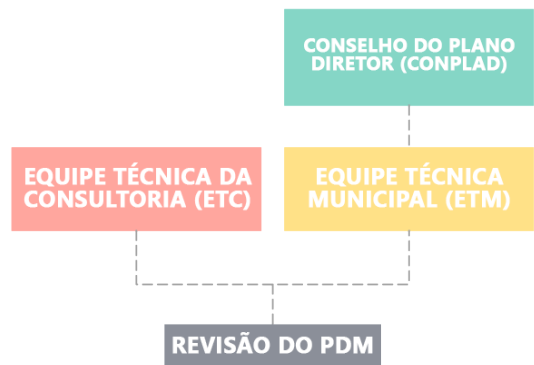 CONSELHO DO PLANO
DIRETOR (CONPLAD)
EQUIPE TÉCNICA DA
CONSULTORIA (ETC)
EQUIPE TÉCNICA
MUNICIPAL (ETM)
REVISÃO DO PDM